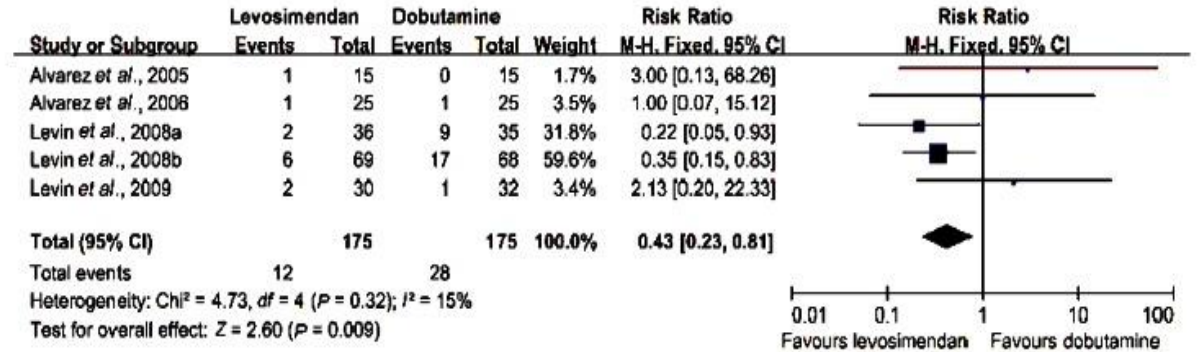 Levosimendan Dobutamine Risk Ratio Risk Ratio
Study or Subgroup Events Total Events Total Weight M-H, Fixed, 95% CI M-H, Fixed, 95% CI
Alvarez et al., 2005 1 15 0 15 1.7% 3.00 [0.13, 68.26]
Alvarez et al., 2006 1 25 1 25 3.5% 1.00 [0.07, 15.12]
Levin et al., 2008a 2 36 9 35 31.8% 0.22 [0.05, 0.93]
Levin et al., 2008b 6 69 17 68 59.6% 0.35 [0.15, 0.83]
Levin et al., 2009 2 30 1 32 3.4% 2.13 [0.20, 22.33]
Total (95% CI) 175 175 100.0% 0.43 [0.23, 0.81]
Total events 12 28
Heterogeneity: Chi² = 4.73, df = 4 (P = 0.32); I² = 15%
Test for overall effect: Z = 2.60 (P = 0.009)
0.01 0.1 1 10 100
Favours levosimendan Favours dobutamine